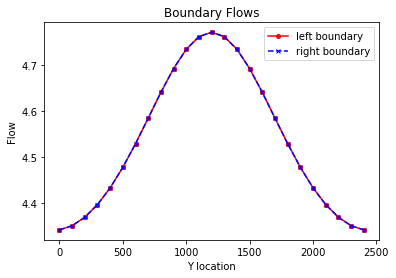 Boundary Flows
left boundary
right boundary
Flow
4.7
4.6
4.5
4.4
0
500
1000
1500
2000
2500
Y location